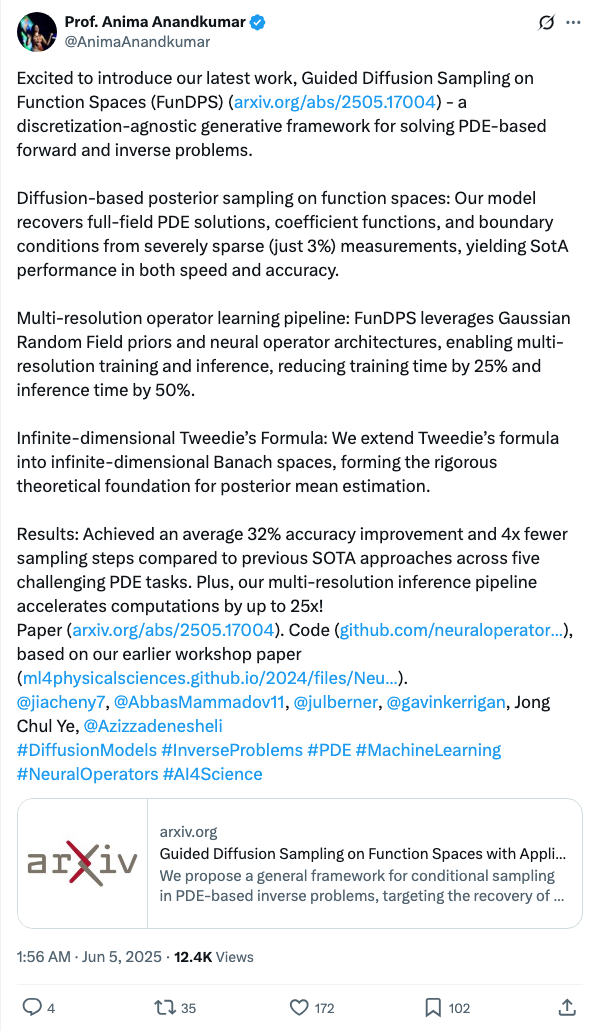 Prof. Anima Anandkumar
@AnimaAnandkumar
Excited to introduce our latest work, Guided Diffusion Sampling on
Function Spaces (FunDPS) (arxiv.org/abs/2505.17004) - a
discretization-agnostic generative framework for solving PDE-based
forward and inverse problems.
Diffusion-based posterior sampling on function spaces: Our model
recovers full-field PDE solutions, coefficient functions, and boundary
conditions from severely sparse (just 3%) measurements, yielding SotA
performance in both speed and accuracy.
Multi-resolution operator learning pipeline: FunDPS leverages Gaussian
Random Field priors and neural operator architectures, enabling multi-
resolution training and inference, reducing training time by 25% and
inference time by 50%.
Infinite-dimensional Tweedie’s Formula: We extend Tweedie’s formula
into infinite-dimensional Banach spaces, forming the rigorous
theoretical foundation for posterior mean estimation.
Results: Achieved an average 32% accuracy improvement and 4x fewer
sampling steps compared to previous SOTA approaches across five
challenging PDE tasks. Plus, our multi-resolution inference pipeline
accelerates computations by up to 25x!
Paper (arxiv.org/abs/2505.17004). Code (github.com/neuraloperator...),
based on our earlier workshop paper
(ml4physicalsciences.github.io/2024/files/Neu...).
@jiacheny7, @AbbasMammadov11, @julberner, @gavinkerrigan, Jong
Chul Ye, @Azizzadenesheli
#DiffusionModels #InverseProblems #PDE #MachineLearning
#NeuralOperators #AI4Science
arXiv
arxiv.org
Guided Diffusion Sampling on Function Spaces with Appli...
We propose a general framework for conditional sampling
in PDE-based inverse problems, targeting the recovery of ...
1:56 AM · Jun 5, 2025 · 12.4K Views
4 35 172 102